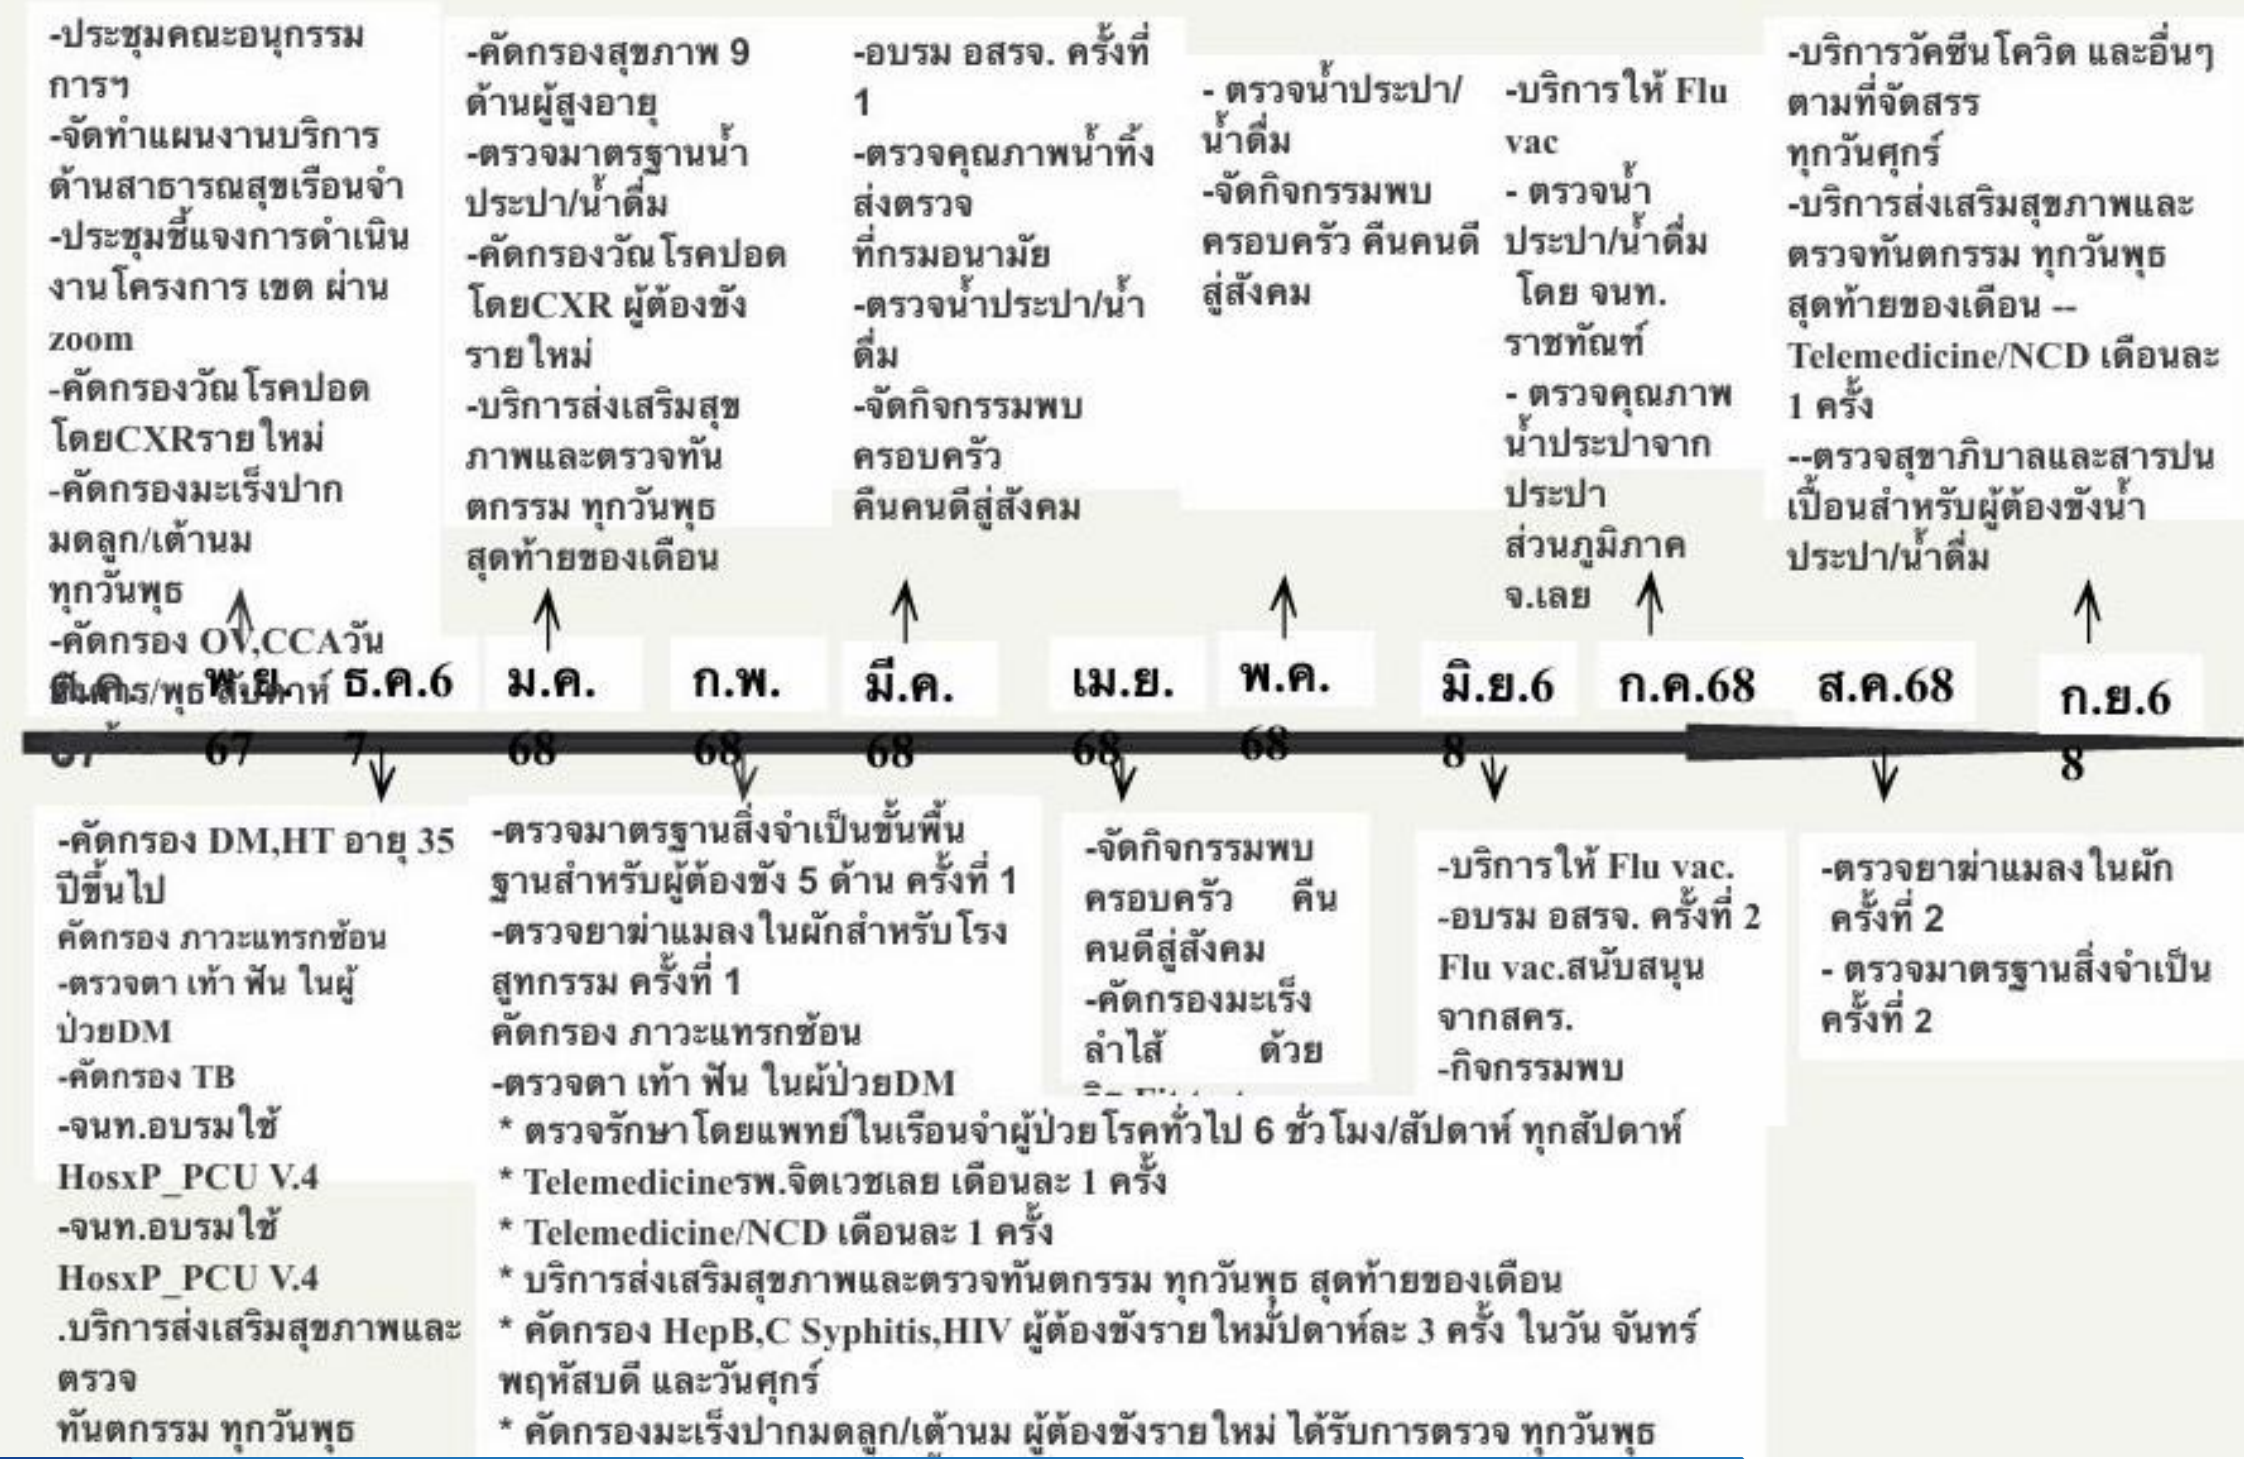 -ประชุมคณะอนุกรรม
การฯ
-จัดทำแผนงานบริการ
ด้านสาธารณสุขเรือนจำ
-ประชุมชี้แจงการดำเนิน
งานโครงการ เขต ผ่าน
zoom
-คัดกรองวัณโรคปอด
โดยCXRรายใหม่
-คัดกรองมะเร็งปาก
มดลูก/เต้านม
ทุกวันพุธ
-คัดกรอง OV,CCAวัน
-คัดกรองสุขภาพ 9
ด้านผู้สูงอายุ
-ตรวจมาตรฐานน้ำ
ประปา/น้ำดื่ม
-คัดกรองวัณโรคปอด
โดยCXR ผู้ต้องขัง
รายใหม่
-บริการส่งเสริมสุข
ภาพและตรวจทัน
ตกรรม ทุกวันพุธ
สุดท้ายของเดือน
-อบรม อสรจ. ครั้งที่
1
-ตรวจคุณภาพน้ำทิ้ง
ส่งตรวจ
ที่กรมอนามัย
-ตรวจน้ำประปา/น้ำ
ดื่ม
-จัดกิจกรรมพบ
ครอบครัว
คืนคนดีสู่สังคม
- ตรวจน้ำประปา/
น้ำดื่ม
-จัดกิจกรรมพบ
ครอบครัว คืนคนดี
สู่สังคม
-บริการให้ Flu
vac
- ตรวจน้ำ
ประปา/น้ำดื่ม
โดย จนท.
ราชทัณฑ์
- ตรวจคุณภาพ
น้ำประปาจาก
ประปา
ส่วนภูมิภาค
จ.เลย
-บริการวัคซีนโควิด และอื่นๆ
ตามที่จัดสรร
ทุกวันศุกร์
-บริการส่งเสริมสุขภาพและ
ตรวจทันตกรรม ทุกวันพุธ
สุดท้ายของเดือน --
Telemedicine/NCD เดือนละ
1 ครั้ง
--ตรวจสุขาภิบาลและสารปน
เปื้อนสำหรับผู้ต้องขังน้ำ
ประปา/น้ำดื่ม
พ.ย. ธ.ค.6 ม.ค. ก.พ. มี.ค. เม.ย. พ.ค. มิ.ย.6 ก.ค.68 ส.ค.68 ก.ย.6
67 67 7 68 68 68 68 68 8 8
-คัดกรอง DM,HT อายุ 35
ปีขึ้นไป
คัดกรอง ภาวะแทรกซ้อน
-ตรวจตา เท้า ฟัน ในผู้
ป่วยDM
-คัดกรอง TB
-จนท.อบรมใช้
HosxP_PCU V.4
-จนท.อบรมใช้
HosxP_PCU V.4
.บริการส่งเสริมสุขภาพและ
ตรวจ
ทันตกรรม ทุกวันพุธ
-ตรวจมาตรฐานสิ่งจำเป็นขั้นพื้น
ฐานสำหรับผู้ต้องขัง 5 ด้าน ครั้งที่ 1
-ตรวจยาฆ่าแมลงในผักสำหรับโรง
สูทกรรม ครั้งที่ 1
คัดกรอง ภาวะแทรกซ้อน
-ตรวจตา เท้า ฟัน ในผู้ป่วยDM
-จัดกิจกรรมพบ
ครอบครัว คืน
คนดีสู่สังคม
-คัดกรองมะเร็ง
ลำไส้ ด้วย
-บริการให้ Flu vac.
-อบรม อสรจ. ครั้งที่ 2
Flu vac.สนับสนุน
จากสคร.
-กิจกรรมพบ
-ตรวจยาฆ่าแมลงในผัก
ครั้งที่ 2
- ตรวจมาตรฐานสิ่งจำเป็น
ครั้งที่ 2
* ตรวจรักษาโดยแพทย์ในเรือนจำผู้ป่วยโรคทั่วไป 6 ชั่วโมง/สัปดาห์ ทุกสัปดาห์
* Telemedicineรพ.จิตเวชเลย เดือนละ 1 ครั้ง
* Telemedicine/NCD เดือนละ 1 ครั้ง
* บริการส่งเสริมสุขภาพและตรวจทันตกรรม ทุกวันพุธ สุดท้ายของเดือน
* คัดกรอง HepB,C Syphitis,HIV ผู้ต้องขังรายใหม่ัปดาห์ละ 3 ครั้ง ในวัน จันทร์
พฤหัสบดี และวันศุกร์
* คัดกรองมะเร็งปากมดลูก/เต้านม ผู้ต้องขังรายใหม่ ได้รับการตรวจ ทุกวันพุธ